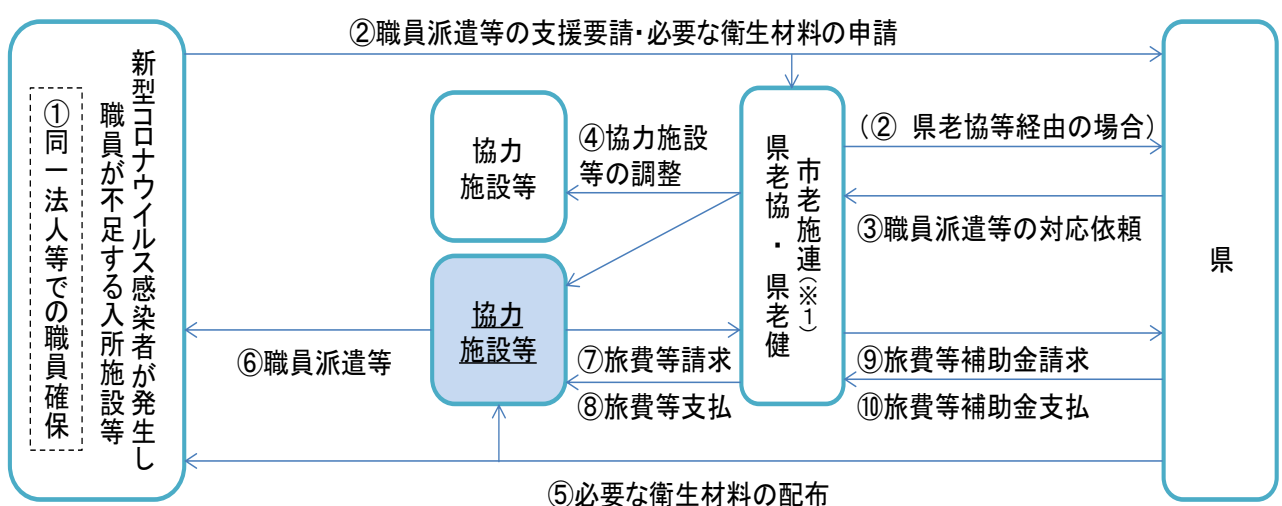 ②職員派遣等の支援要請・必要な衛生材料の申請
新型コロナウイルス感染者が発生し
職員が不足する入所施設等
①同一法人等での職員確保
協力
施設等
④協力施設
等の調整
市老施連(※1)
県老協・県老健
(② 県老協等経由の場合)
③職員派遣等の対応依頼
県
協力
施設等
⑥職員派遣等
⑦旅費等請求
⑧旅費等支払
⑨旅費等補助金請求
⑩旅費等補助金支払
⑤必要な衛生材料の配布